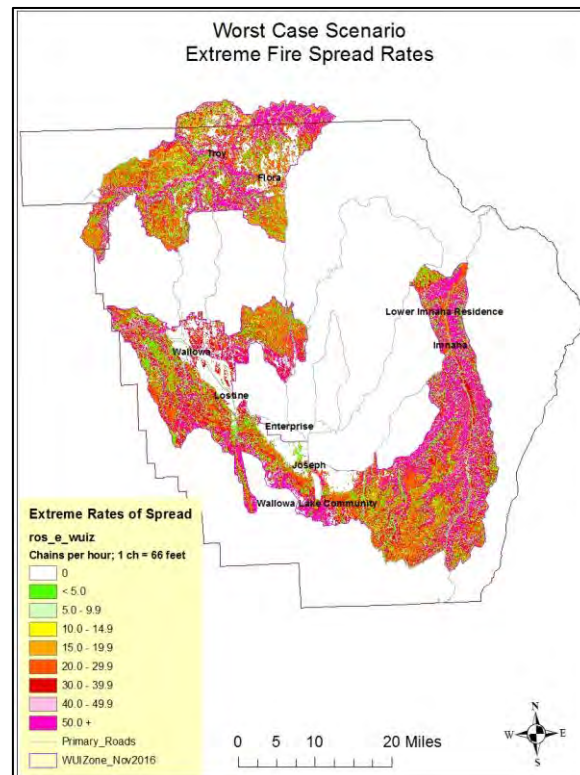 Worst Case Scenario
Extreme Fire Spread Rates
Troy
Flora
Lower Imnaha Residence
Imnaha
Wallowa
Lostine
Enterprise
Joseph
Wallowa Lake Community
Extreme Rates of Spread
ros_e_wuiz
Chains per hour; 1 ch = 66 feet
0
< 5.0
5.0 - 9.9
10.0 - 14.9
15.0 - 19.9
20.0 - 29.9
30.0 - 39.9
40.0 - 49.9
50.0 +
Primary_Roads
WUIZone_Nov2016
0 5 10 20 Miles
N
W E
S